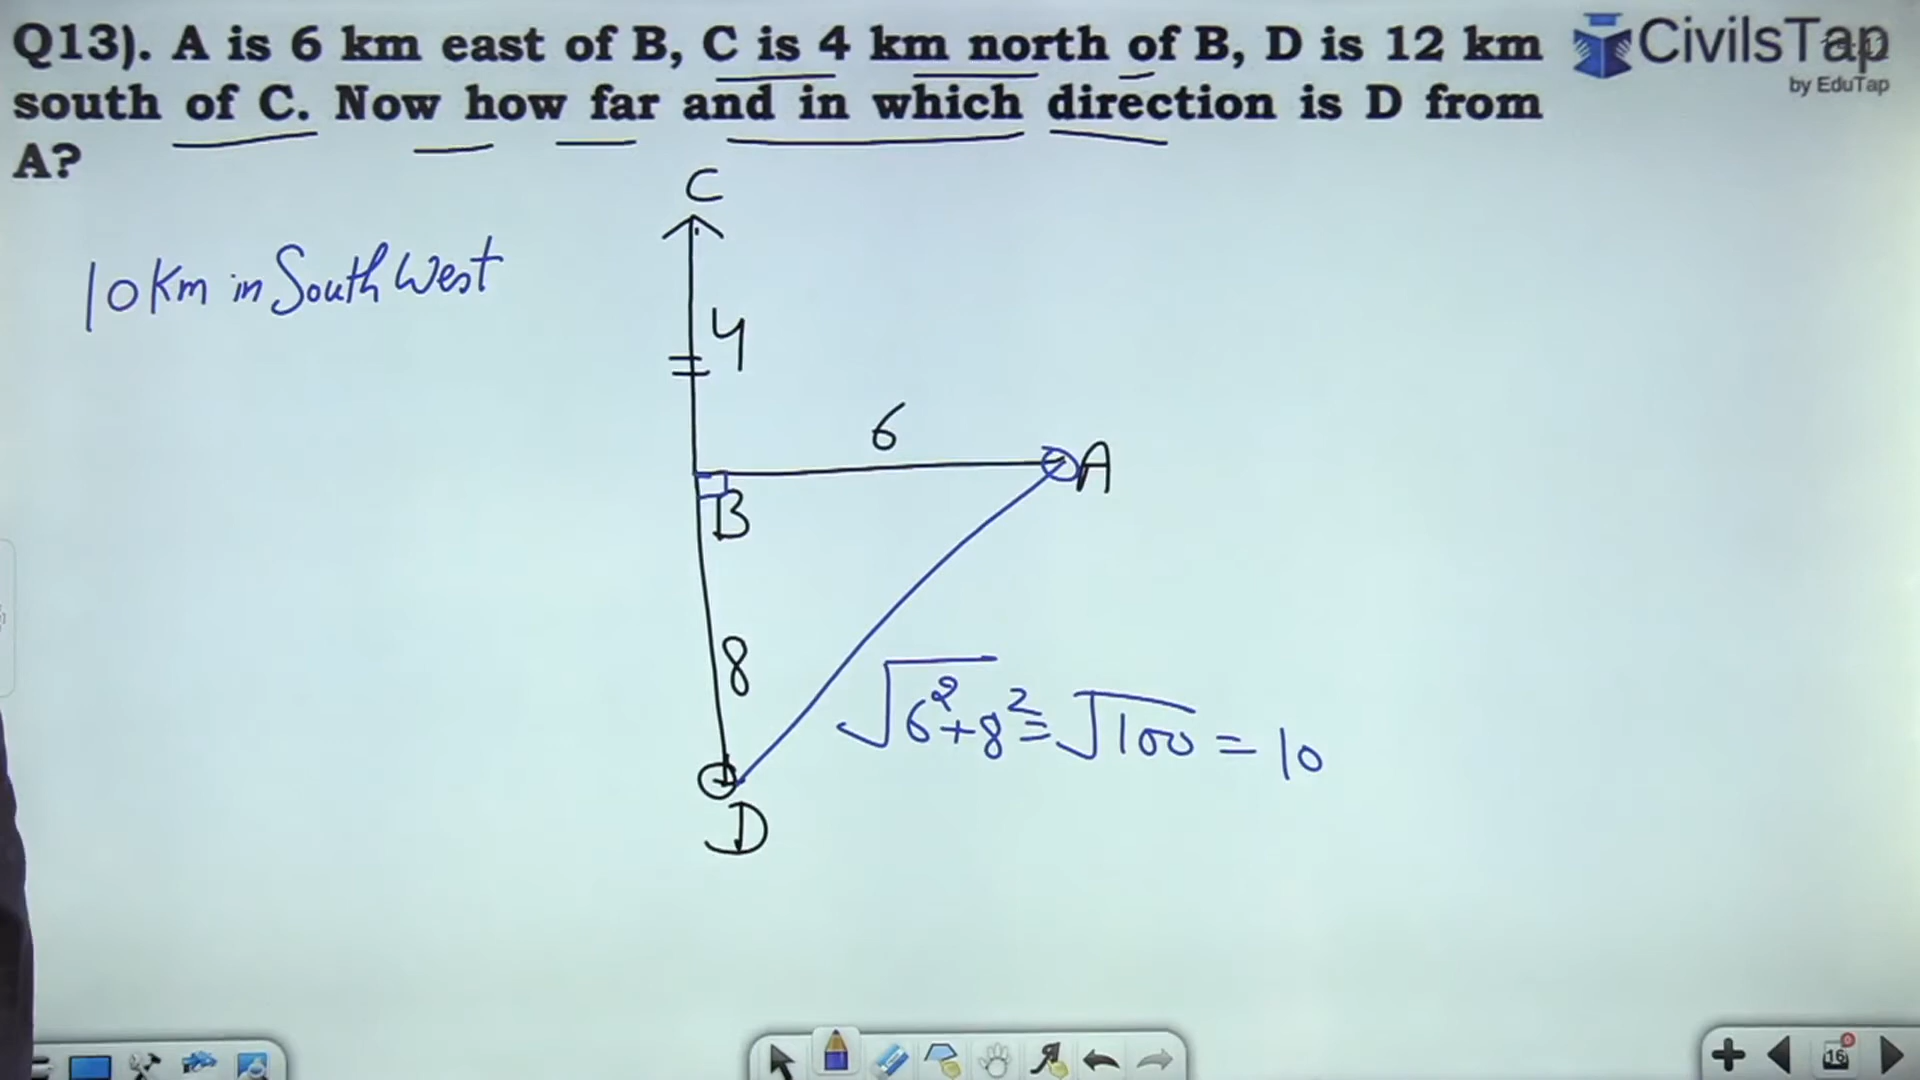 Q13). A is 6 km east of B, C is 4 km north of B, D is 12 km
south of C. Now how far and in which direction is D from
A?
CivilsTap
by EduTap
C
10 Km in South West
4
6
A
B
8
√6²+8² = √100 = 10
D
16